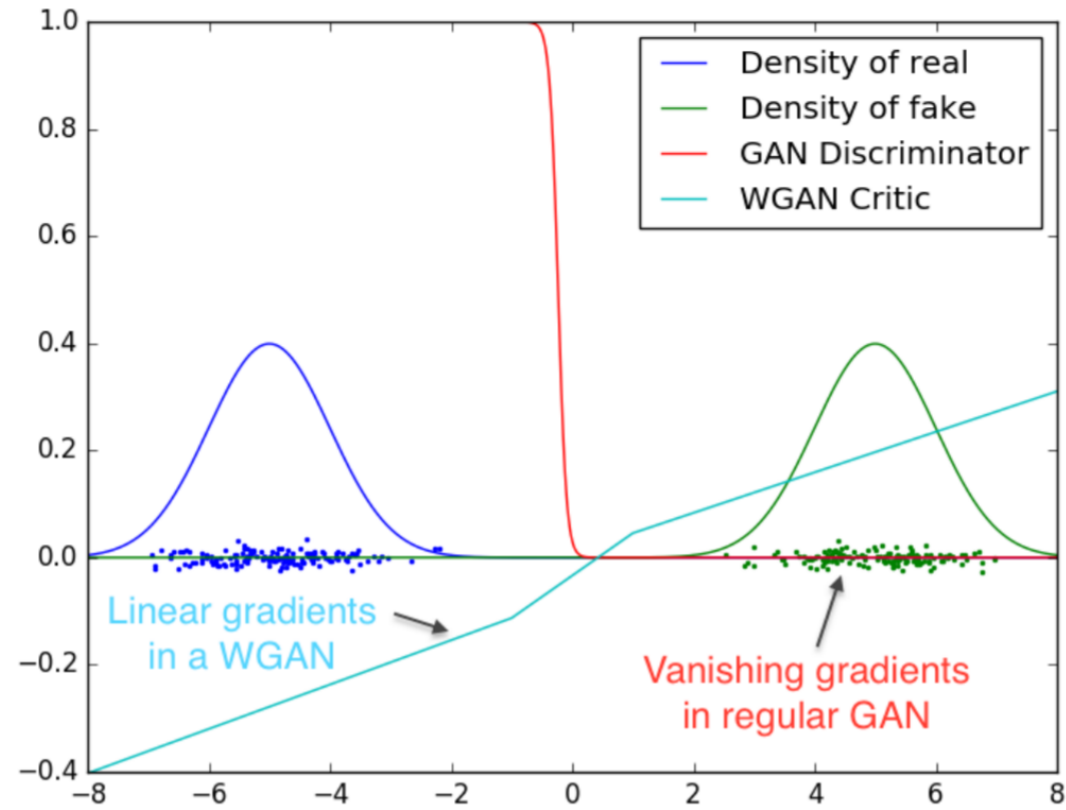 1.0
0.8
0.6
0.4
0.2
0.0
−0.2
−0.4
Density of real
Density of fake
GAN Discriminator
WGAN Critic
Linear gradients
in a WGAN
Vanishing gradients
in regular GAN
−8 −6 −4 −2 0 2 4 6 8